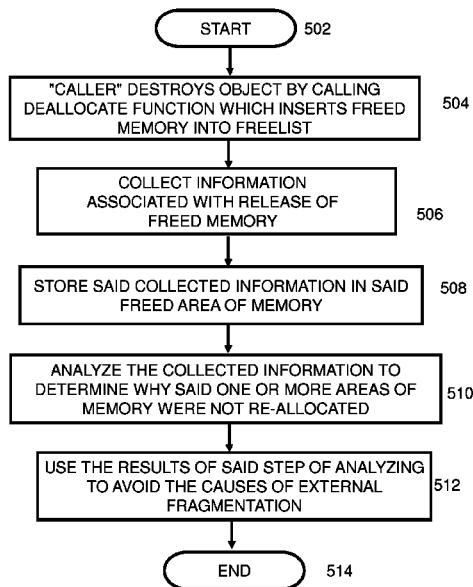 START 502
"CALLER" DESTROYS OBJECT BY CALLING
DEALLOCATE FUNCTION WHICH INSERTS FREED
MEMORY INTO FREELIST
504
COLLECT INFORMATION
ASSOCIATED WITH RELEASE OF
FREED MEMORY
506
STORE SAID COLLECTED INFORMATION IN SAID
FREED AREA OF MEMORY
508
ANALYZE THE COLLECTED INFORMATION TO
DETERMINE WHY SAID ONE OR MORE AREAS OF
MEMORY WERE NOT RE-ALLOCATED
510
USE THE RESULTS OF SAID STEP OF ANALYZING
TO AVOID THE CAUSES OF EXTERNAL
FRAGMENTATION
512
END 514